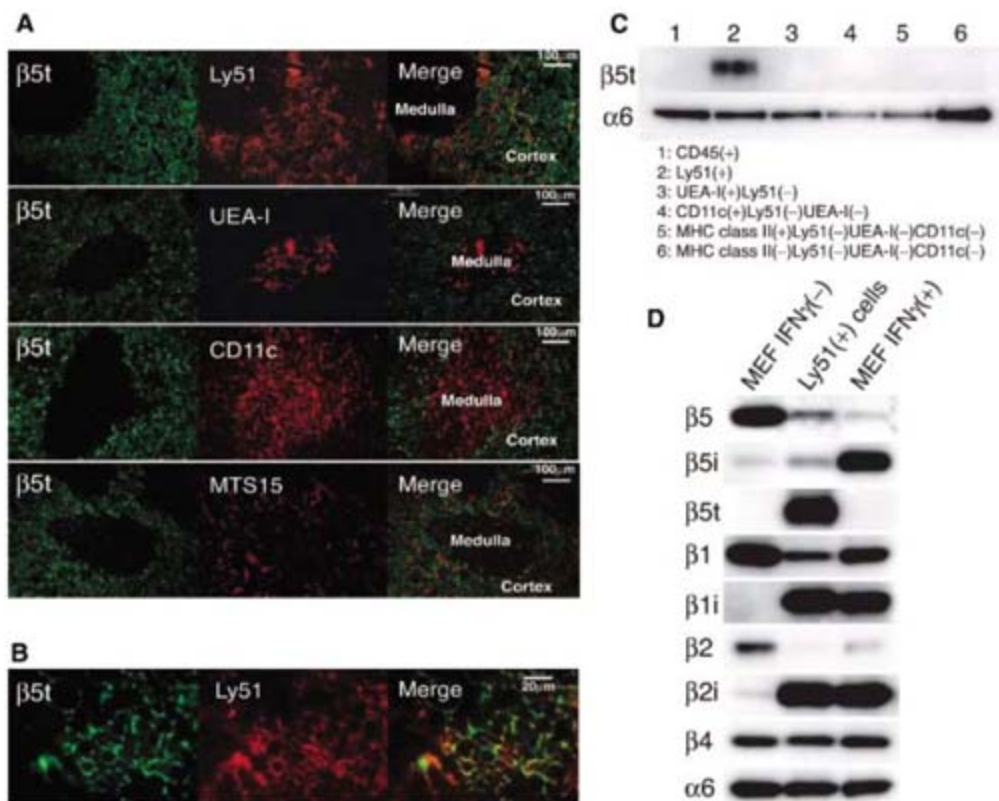 A
β5t Ly51 Merge 100μm
Medulla
Cortex
β5t UEA-I 100μm
Medulla
Cortex
β5t CD11c Merge 100μm
Medulla
Cortex
β5t MTS15 Merge 100μm
Medulla
Cortex
B
β5t Ly51 Merge 20μm
C
1 2 3 4 5 6
β5t
α6
1: CD45(+)
2: Ly51(+)
3: UEA-I(+)Ly51(−)
4: CD11c(+)Ly51(−)UEA-I(−)
5: MHC class II(+)Ly51(−)UEA-I(−)CD11c(−)
6: MHC class II(−)Ly51(−)UEA-I(−)CD11c(−)
D
MEF IFNγ(−)
Ly51(+) cells
MEF IFNγ(+)
β5
β5i
β5t
β1
β1i
β2
β2i
β4
α6